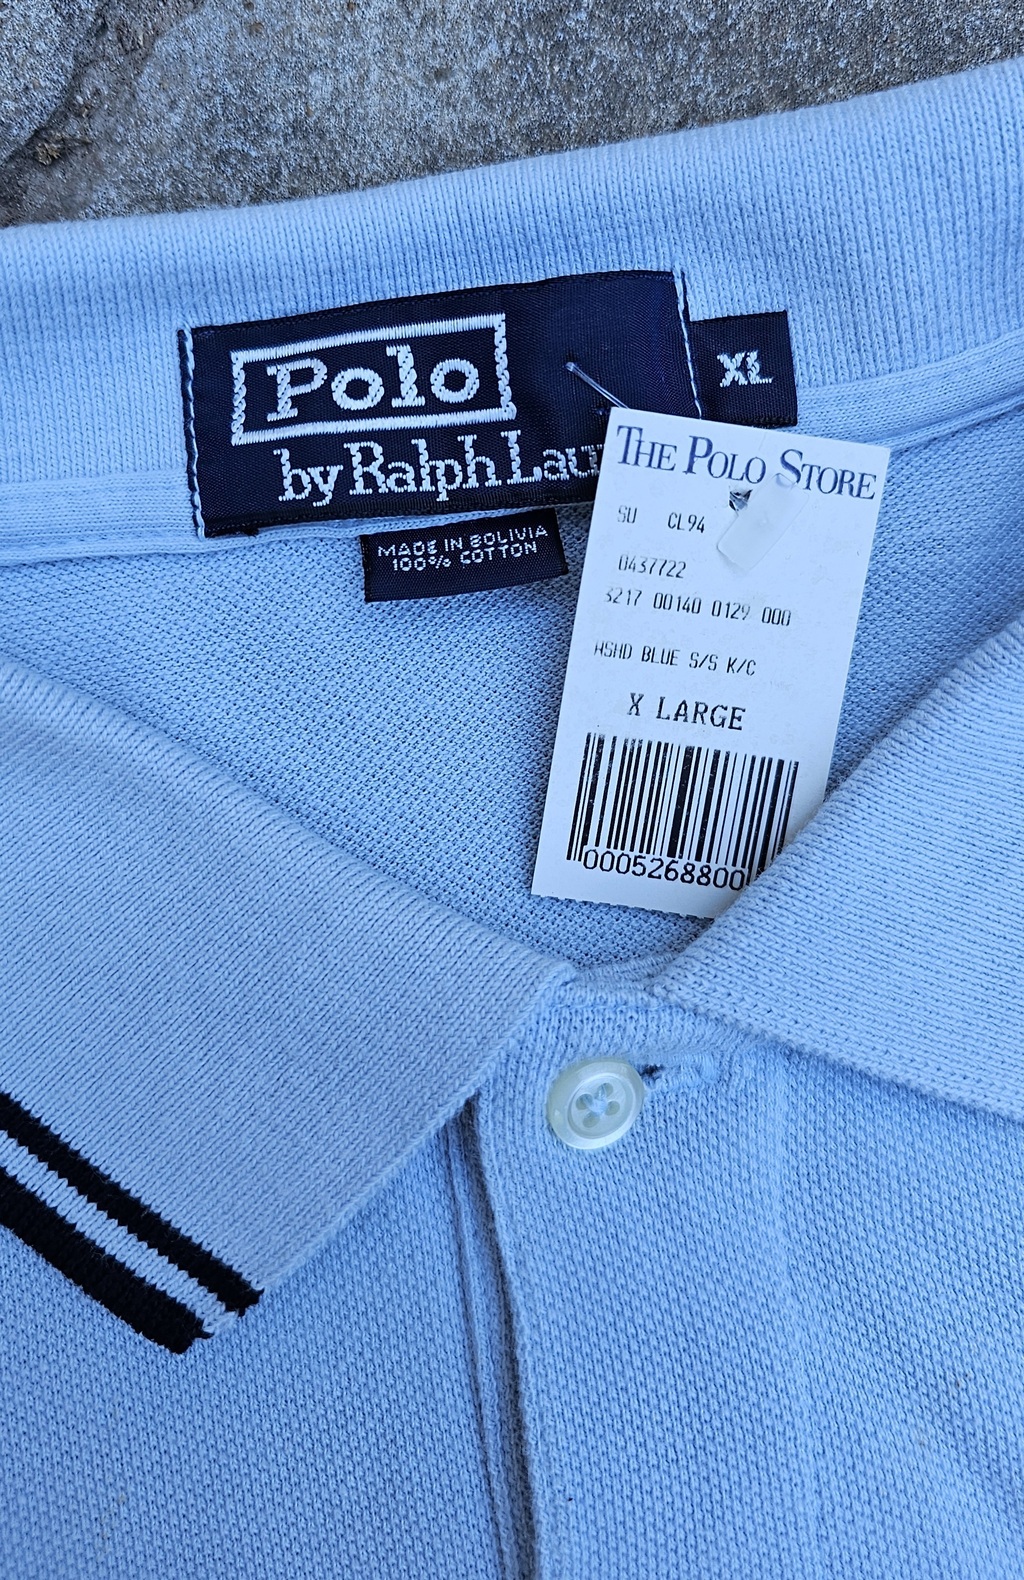 Polo
by Ralph Lau
XL
MADE IN BOLIVIA
100% COTTON
THE POLO STORE
SU CL94
0437722
3217 00140 0129 000
WSHD BLUE S/S K/C
X LARGE
0005268800